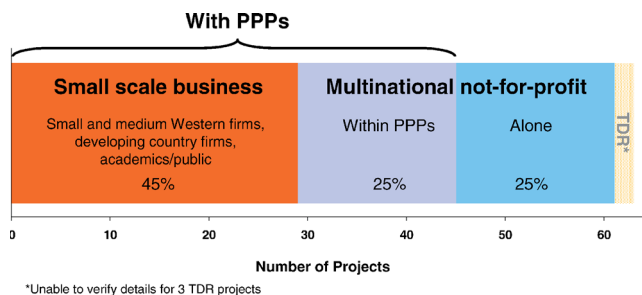 With PPPs
Small scale business
Multinational not-for-profit
Small and medium Western firms,
developing country firms,
academics/public
Within PPPs
Alone
TDR*
45%
25%
25%
0 10 20 30 40 50 60
Number of Projects
*Unable to verify details for 3 TDR projects